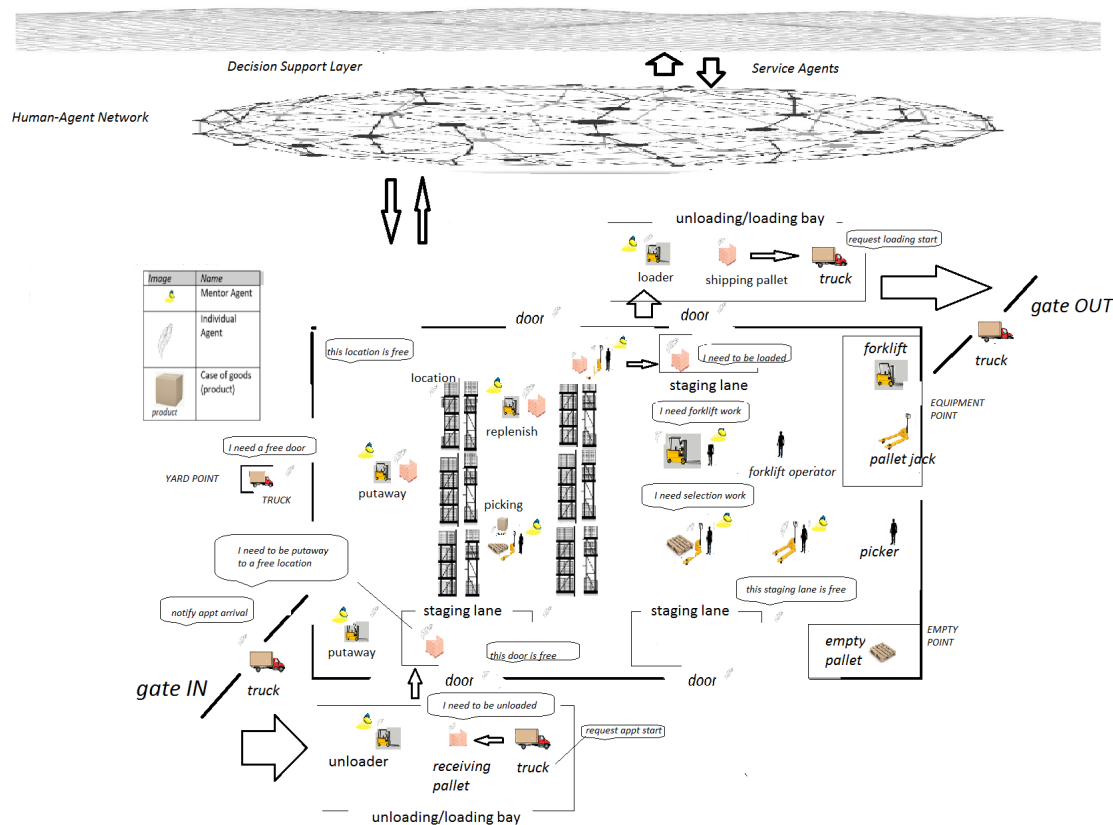 Decision Support Layer
Service Agents
Human-Agent Network
unloading/loading bay
request loading start
loader
shipping pallet
truck
gate OUT
truck
Image
Name
Mentor Agent
Individual
Agent
Case of goods
(product)
product
door
door
this location is free
location
I need to be loaded
staging lane
forklift
EQUIPMENT
POINT
replenish
I need forklift work
I need a free door
YARD POINT
TRUCK
putaway
forklift operator
pallet jack
picking
I need selection work
picker
I need to be putaway
to a free location
this staging lane is free
notify appt arrival
staging lane
staging lane
putaway
this door is free
empty
pallet
EMPTY
POINT
gate IN
truck
door
door
I need to be unloaded
request appt start
unloader
receiving
pallet
truck
unloading/loading bay